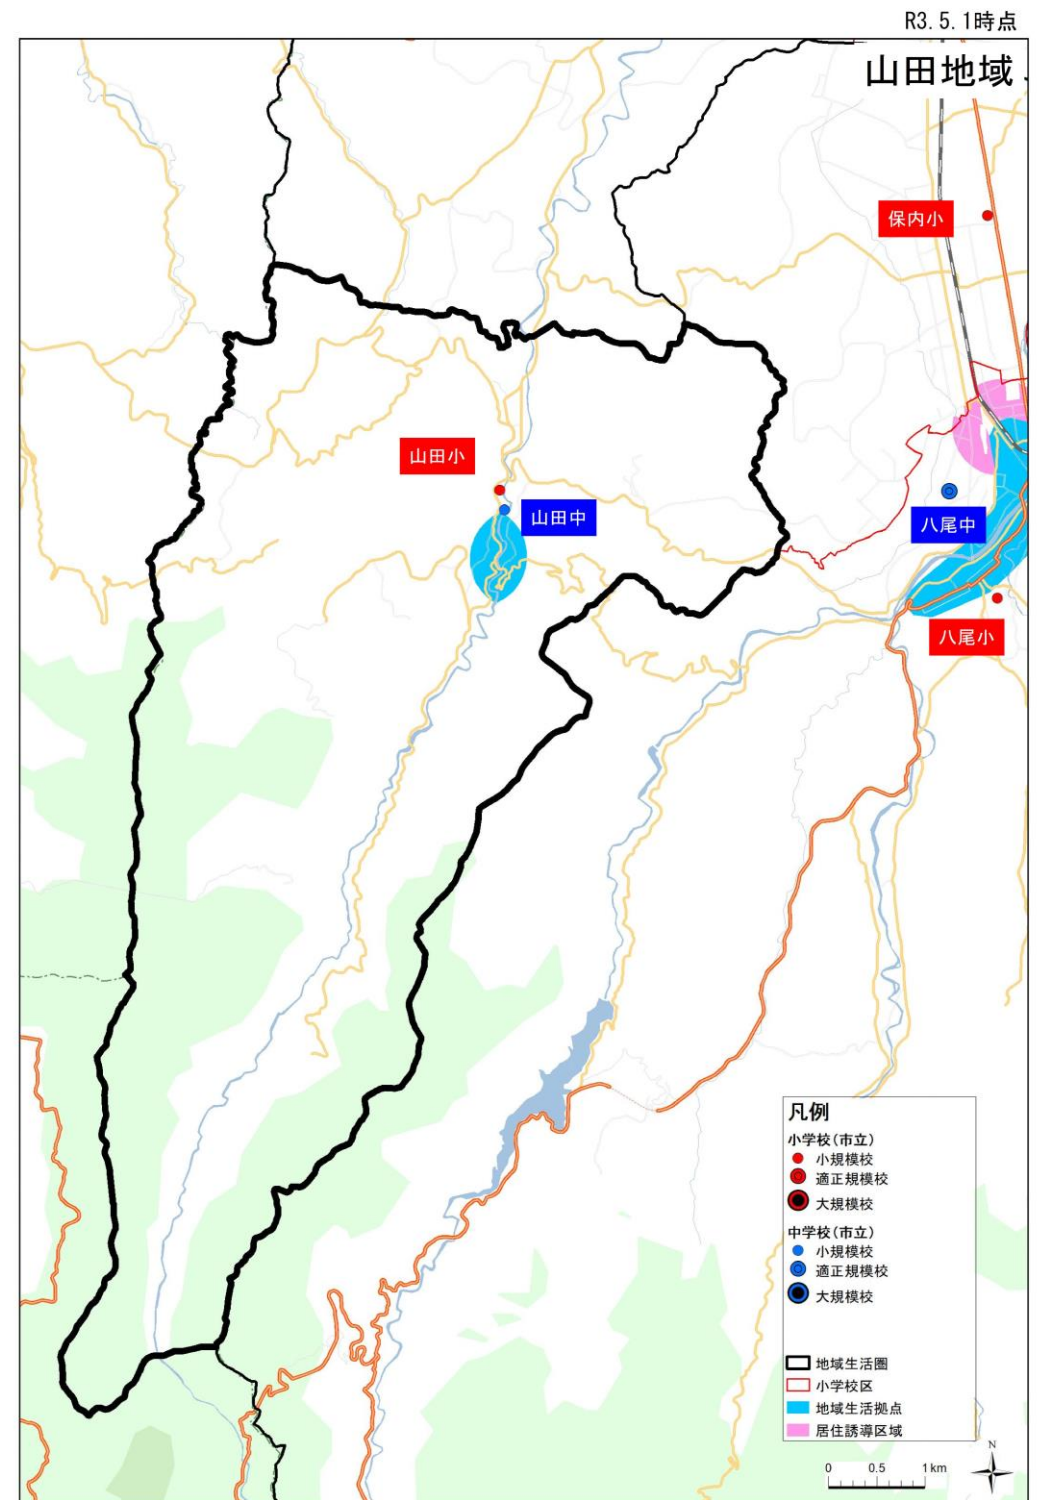 R3.5.1時点
山田地域
保内小
山田小
山田中
八尾中
八尾小
凡例
小学校(市立)
小規模校
適正規模校
大規模校
中学校(市立)
小規模校
適正規模校
大規模校
地域生活圏
小学校区
地域生活拠点
居住誘導区域
0 0.5 1km
N